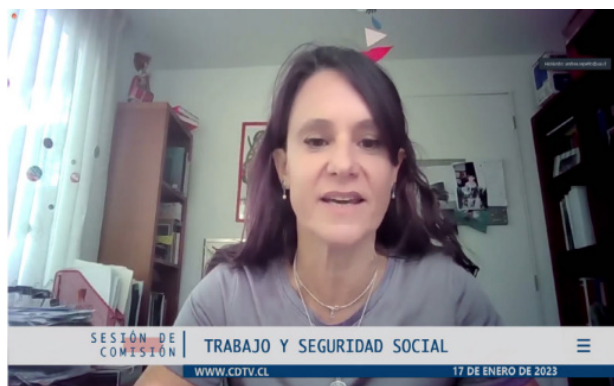 SESIÓN DE
COMISIÓN
TRABAJO Y SEGURIDAD SOCIAL
WWW.CDTV.CL
17 DE ENERO DE 2023